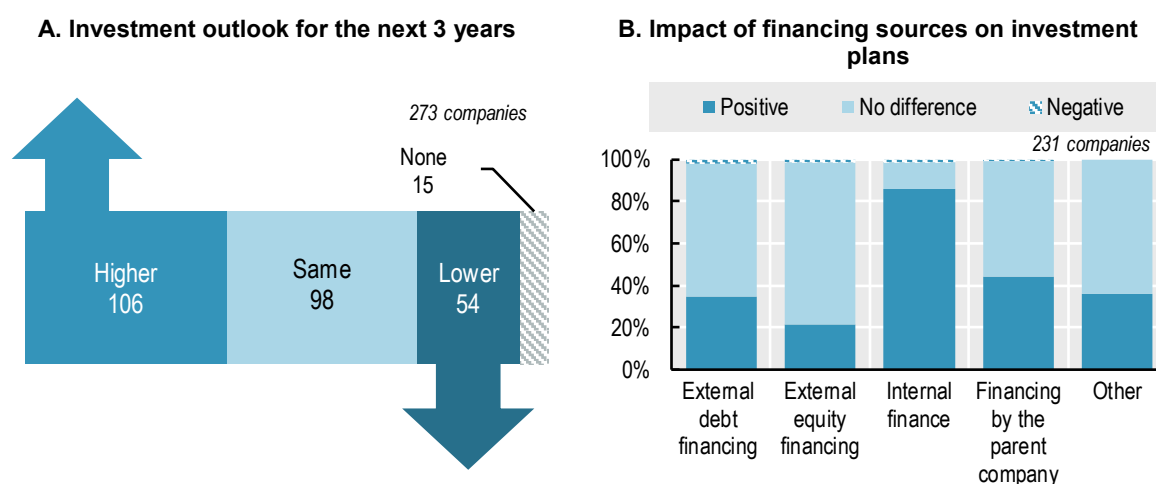 A. Investment outlook for the next 3 years
273 companies
None
15
Higher
106
Same
98
Lower
54
B. Impact of financing sources on investment
plans
Positive
No difference
Negative
231 companies
100%
80%
60%
40%
20%
0%
External
debt
financing
External
equity
financing
Internal
finance
Financing
by the
parent
company
Other